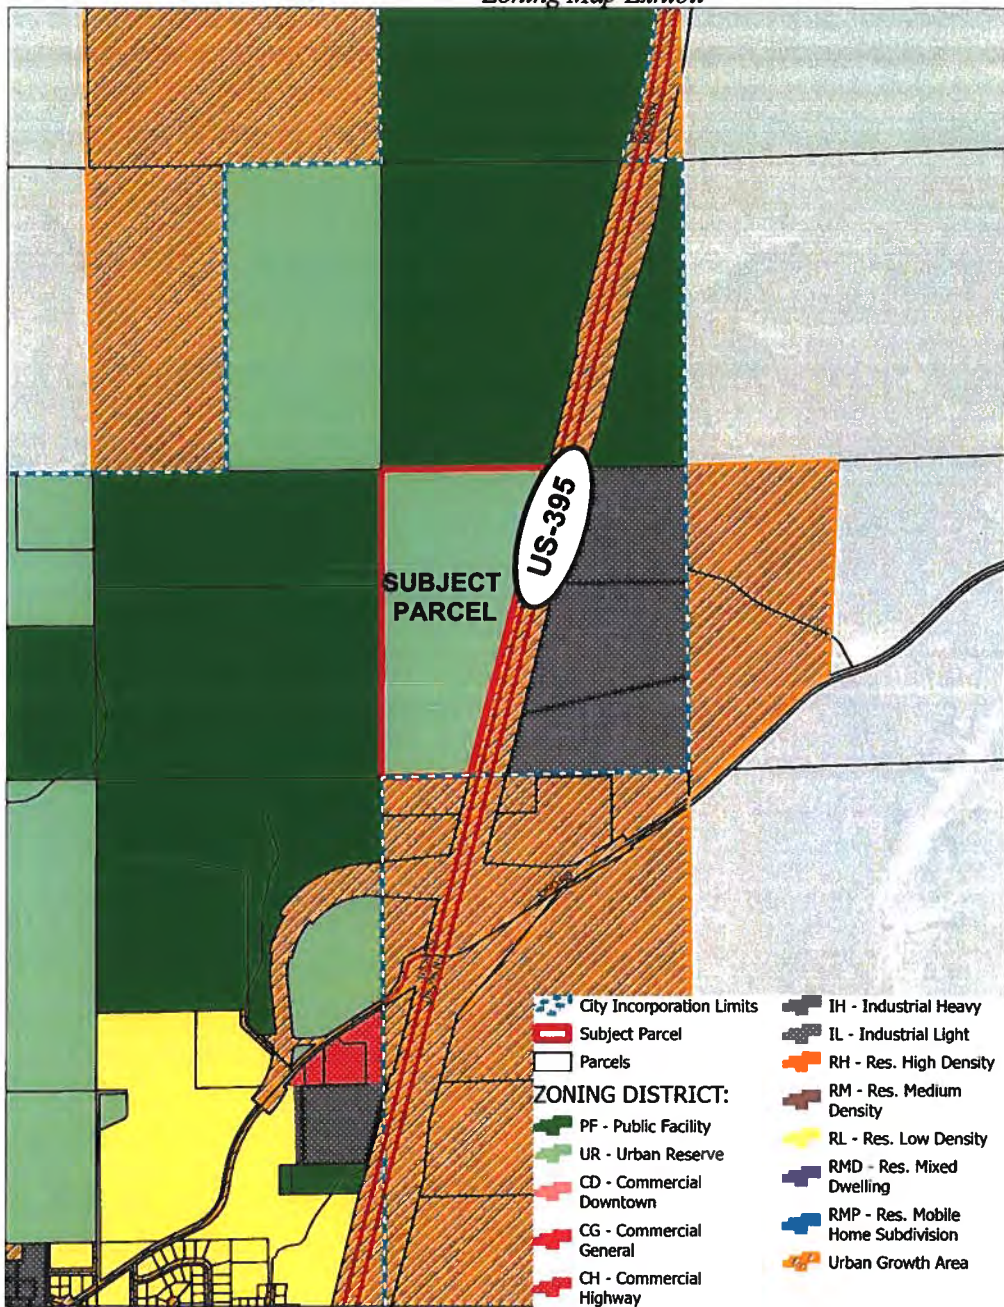 Zoning Map Exhibit
US-395
SUBJECT
PARCEL
City Incorporation Limits
Subject Parcel
Parcels
ZONING DISTRICT:
PF - Public Facility
UR - Urban Reserve
CD - Commercial
Downtown
CG - Commercial
General
CH - Commercial
Highway
IH - Industrial Heavy
IL - Industrial Light
RH - Res. High Density
RM - Res. Medium
Density
RL - Res. Low Density
RMD - Res. Mixed
Dwelling
RMP - Res. Mobile
Home Subdivision
Urban Growth Area